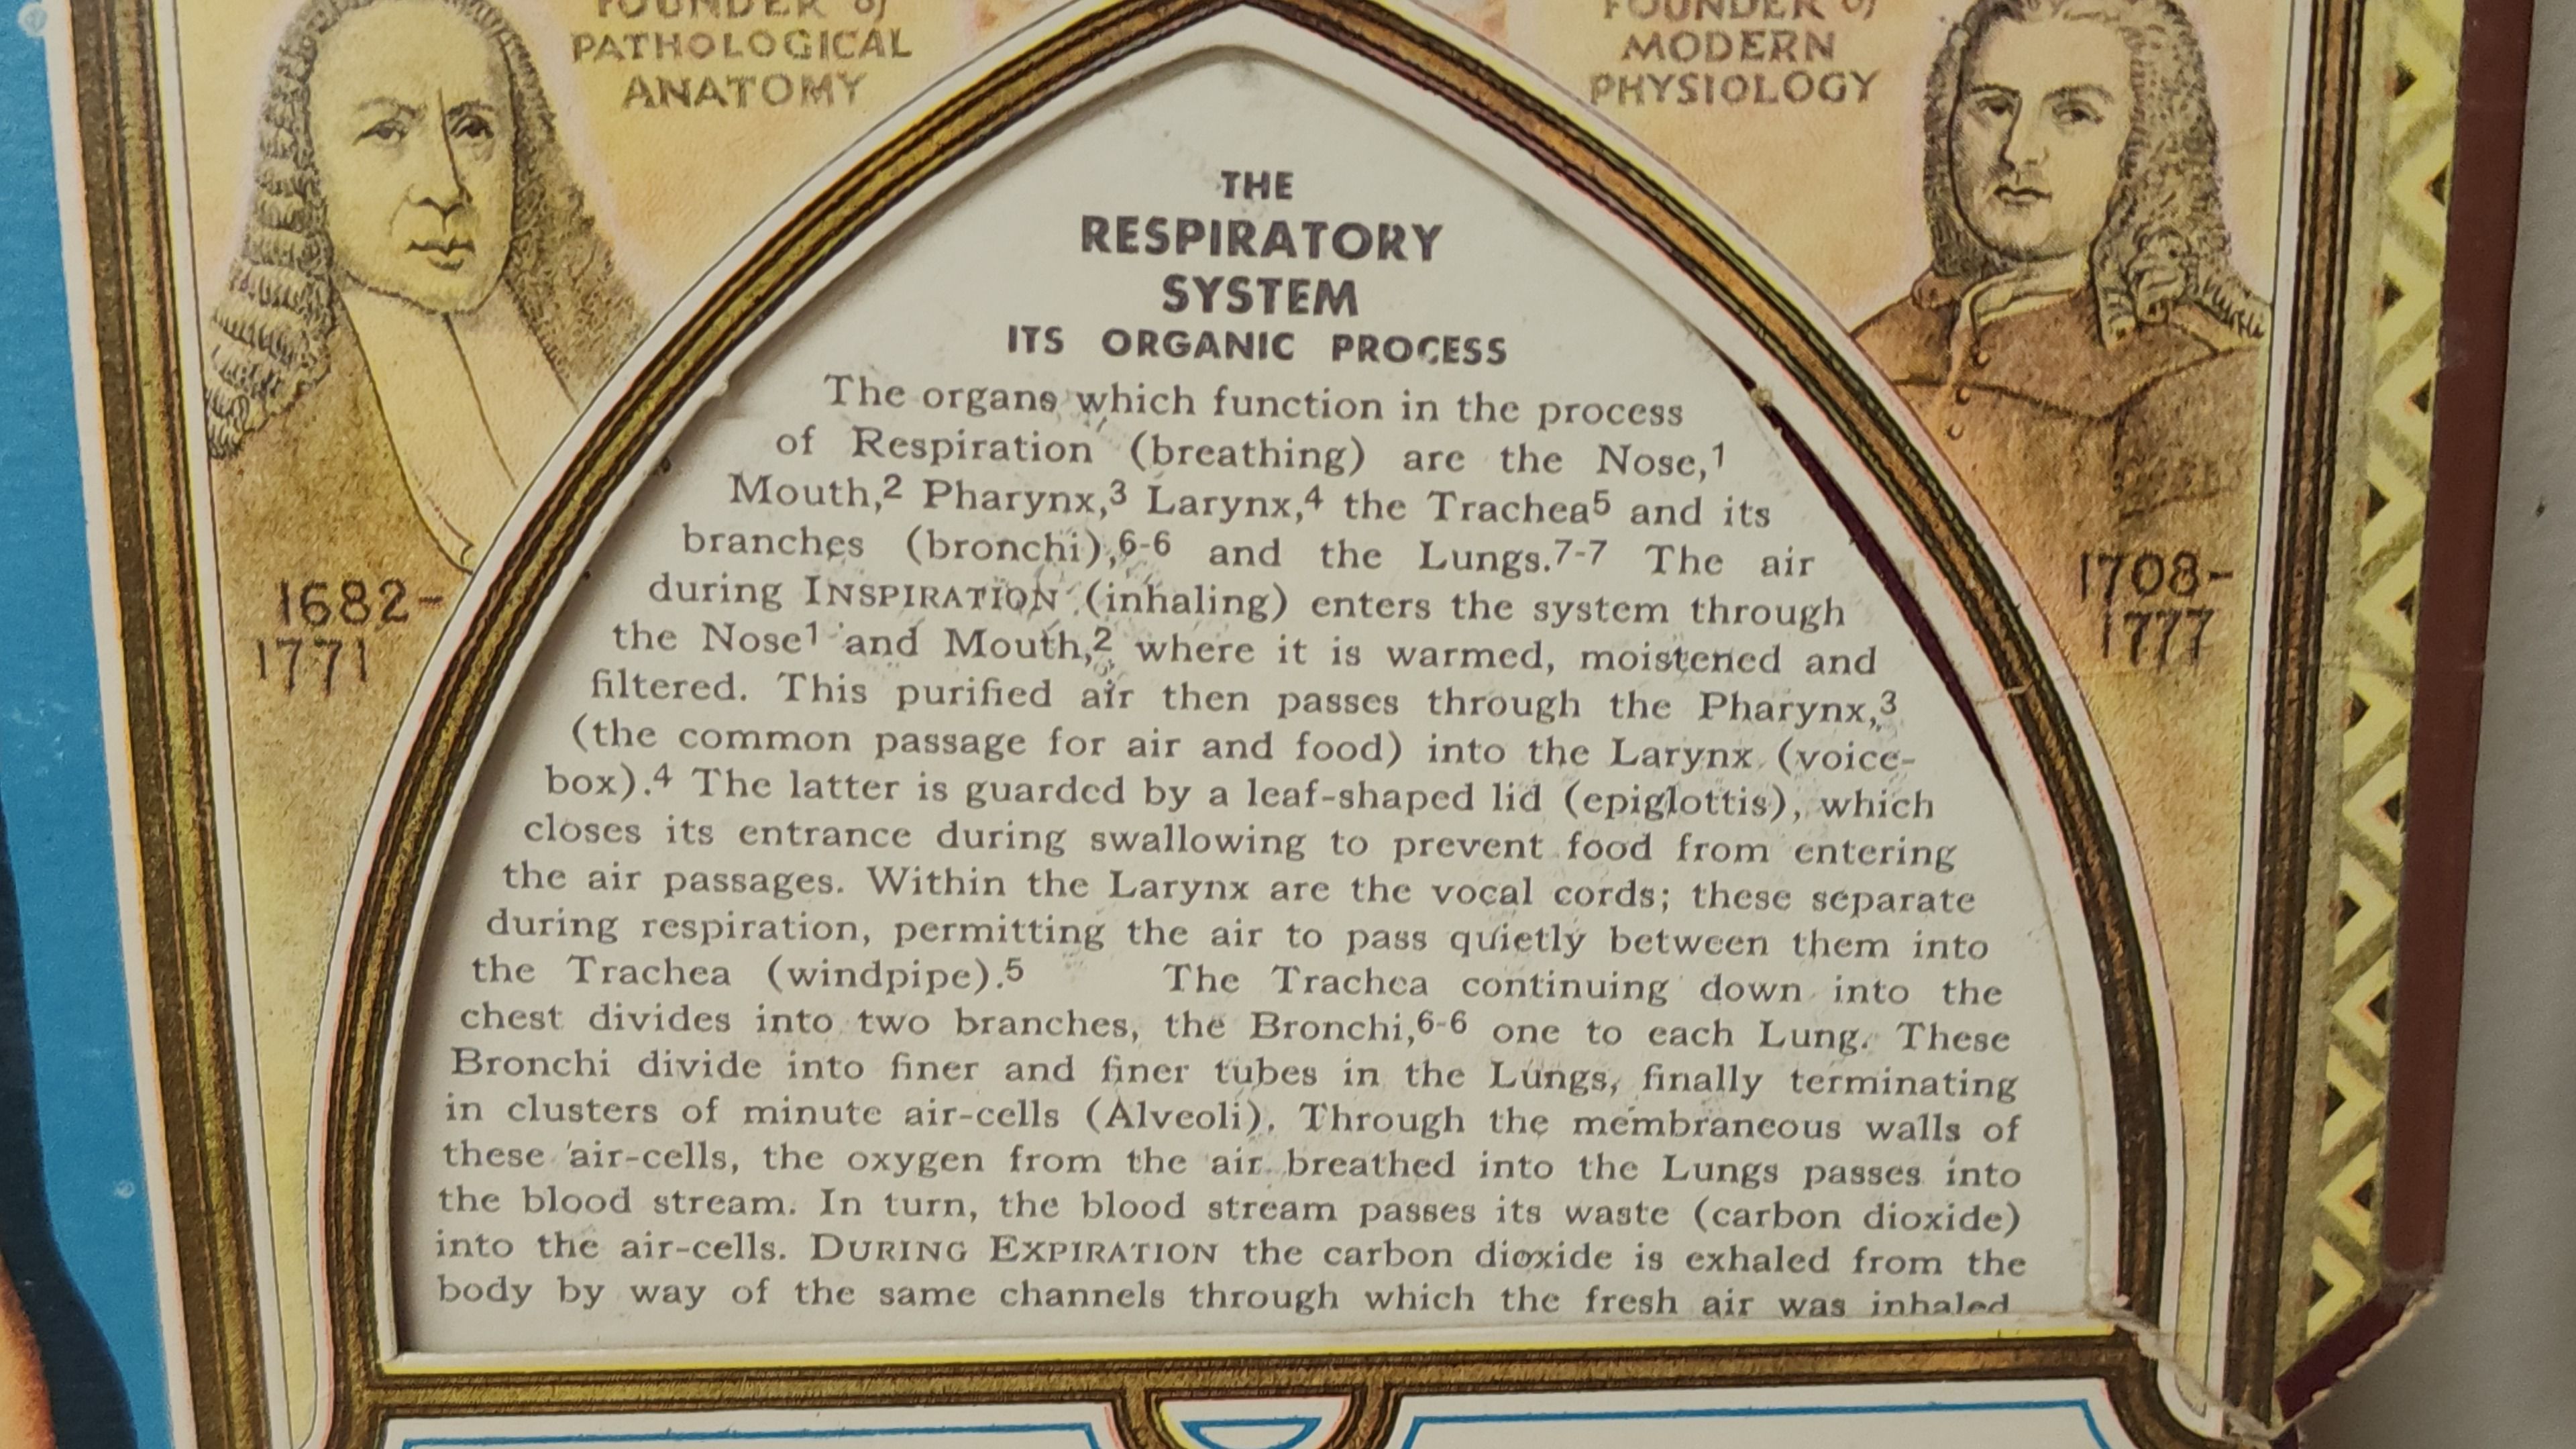 FOUNDER of
PATHOLOGICAL
ANATOMY
1682-
1771
FOUNDER of
MODERN
PHYSIOLOGY
1708-
1777
THE
RESPIRATORY
SYSTEM
ITS ORGANIC PROCESS
The organs which function in the process
of Respiration (breathing) are the Nose,1
Mouth,2 Pharynx,3 Larynx,4 the Trachea5 and its
branches (bronchi),6-6 and the Lungs.7-7 The air
during INSPIRATION (inhaling) enters the system through
the Nose1 and Mouth,2 where it is warmed, moistened and
filtered. This purified air then passes through the Pharynx,3
(the common passage for air and food) into the Larynx (voice-
box).4 The latter is guarded by a leaf-shaped lid (epiglottis), which
closes its entrance during swallowing to prevent food from entering
the air passages. Within the Larynx are the vocal cords; these separate
during respiration, permitting the air to pass quietly between them into
the Trachea (windpipe).5 The Trachea continuing down into the
chest divides into two branches, the Bronchi,6-6 one to each Lung. These
Bronchi divide into finer and finer tubes in the Lungs, finally terminating
in clusters of minute air-cells (Alveoli). Through the membraneous walls of
these air-cells, the oxygen from the air breathed into the Lungs passes into
the blood stream. In turn, the blood stream passes its waste (carbon dioxide)
into the air-cells. DURING EXPIRATION the carbon dioxide is exhaled from the
body by way of the same channels through which the fresh air was inhaled